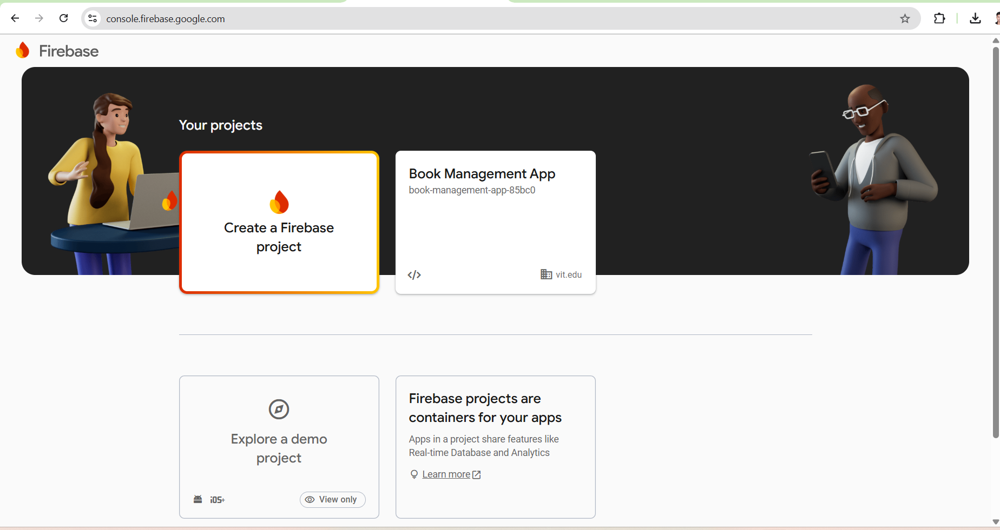 console.firebase.google.com
Firebase
Your projects
Create a Firebase
project
Book Management App
book-management-app-85bc0
vit.edu
Explore a demo
project
iOS+
View only
Firebase projects are
containers for your apps
Apps in a project share features like
Real-time Database and Analytics
Learn more